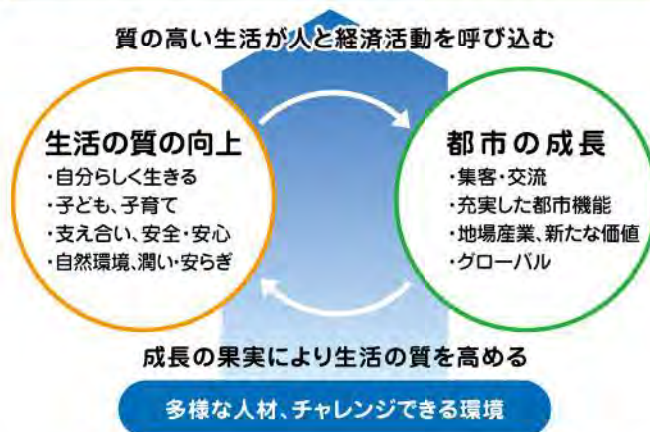 質の高い生活が人と経済活動を呼び込む
生活の質の向上
・自分らしく生きる
・子ども、子育て
・支え合い、安全・安心
・自然環境、潤い・安らぎ
都市の成長
・集客・交流
・充実した都市機能
・地場産業、新たな価値
・グローバル
成長の果実により生活の質を高める
多様な人材、チャレンジできる環境